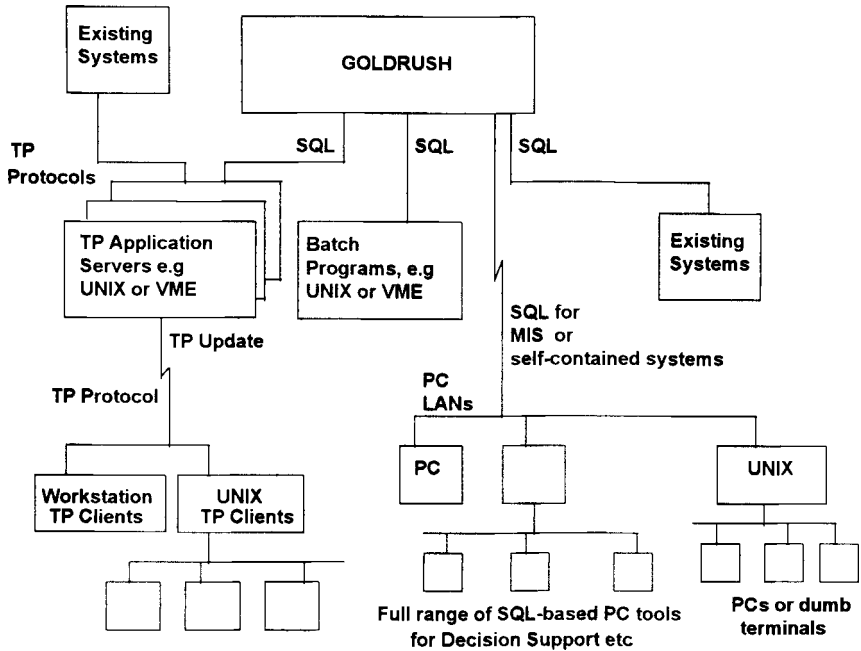 Existing
Systems
GOLDRUSH
TP
Protocols
SQL
SQL
SQL
TP Application
Servers e.g
UNIX or VME
Batch
Programs, e.g
UNIX or VME
Existing
Systems
TP Update
SQL for
MIS or
self-contained systems
TP Protocol
PC
LANs
Workstation
TP Clients
UNIX
TP Clients
PC
UNIX
Full range of SQL-based PC tools
for Decision Support etc
PCs or dumb
terminals